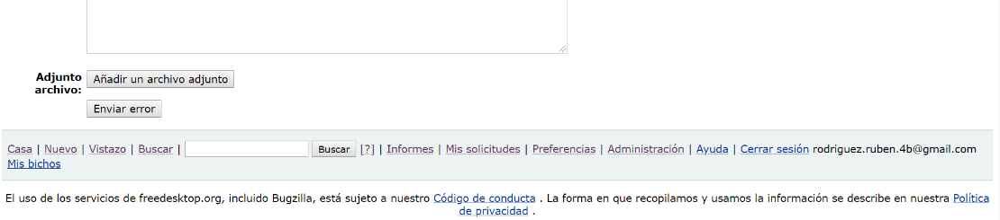 Adjunto
archivo:
Añadir un archivo adjunto
Enviar error
Casa | Nuevo | Vistazo | Buscar | Buscar [?] | Informes | Mis solicitudes | Preferencias | Administración | Ayuda | Cerrar sesión rodriguez.ruben.4b@gmail.com
Mis bichos
El uso de los servicios de freedesktop.org, incluido Bugzilla, está sujeto a nuestro Código de conducta . La forma en que recopilamos y usamos la información se describe en nuestra Política
de privacidad .